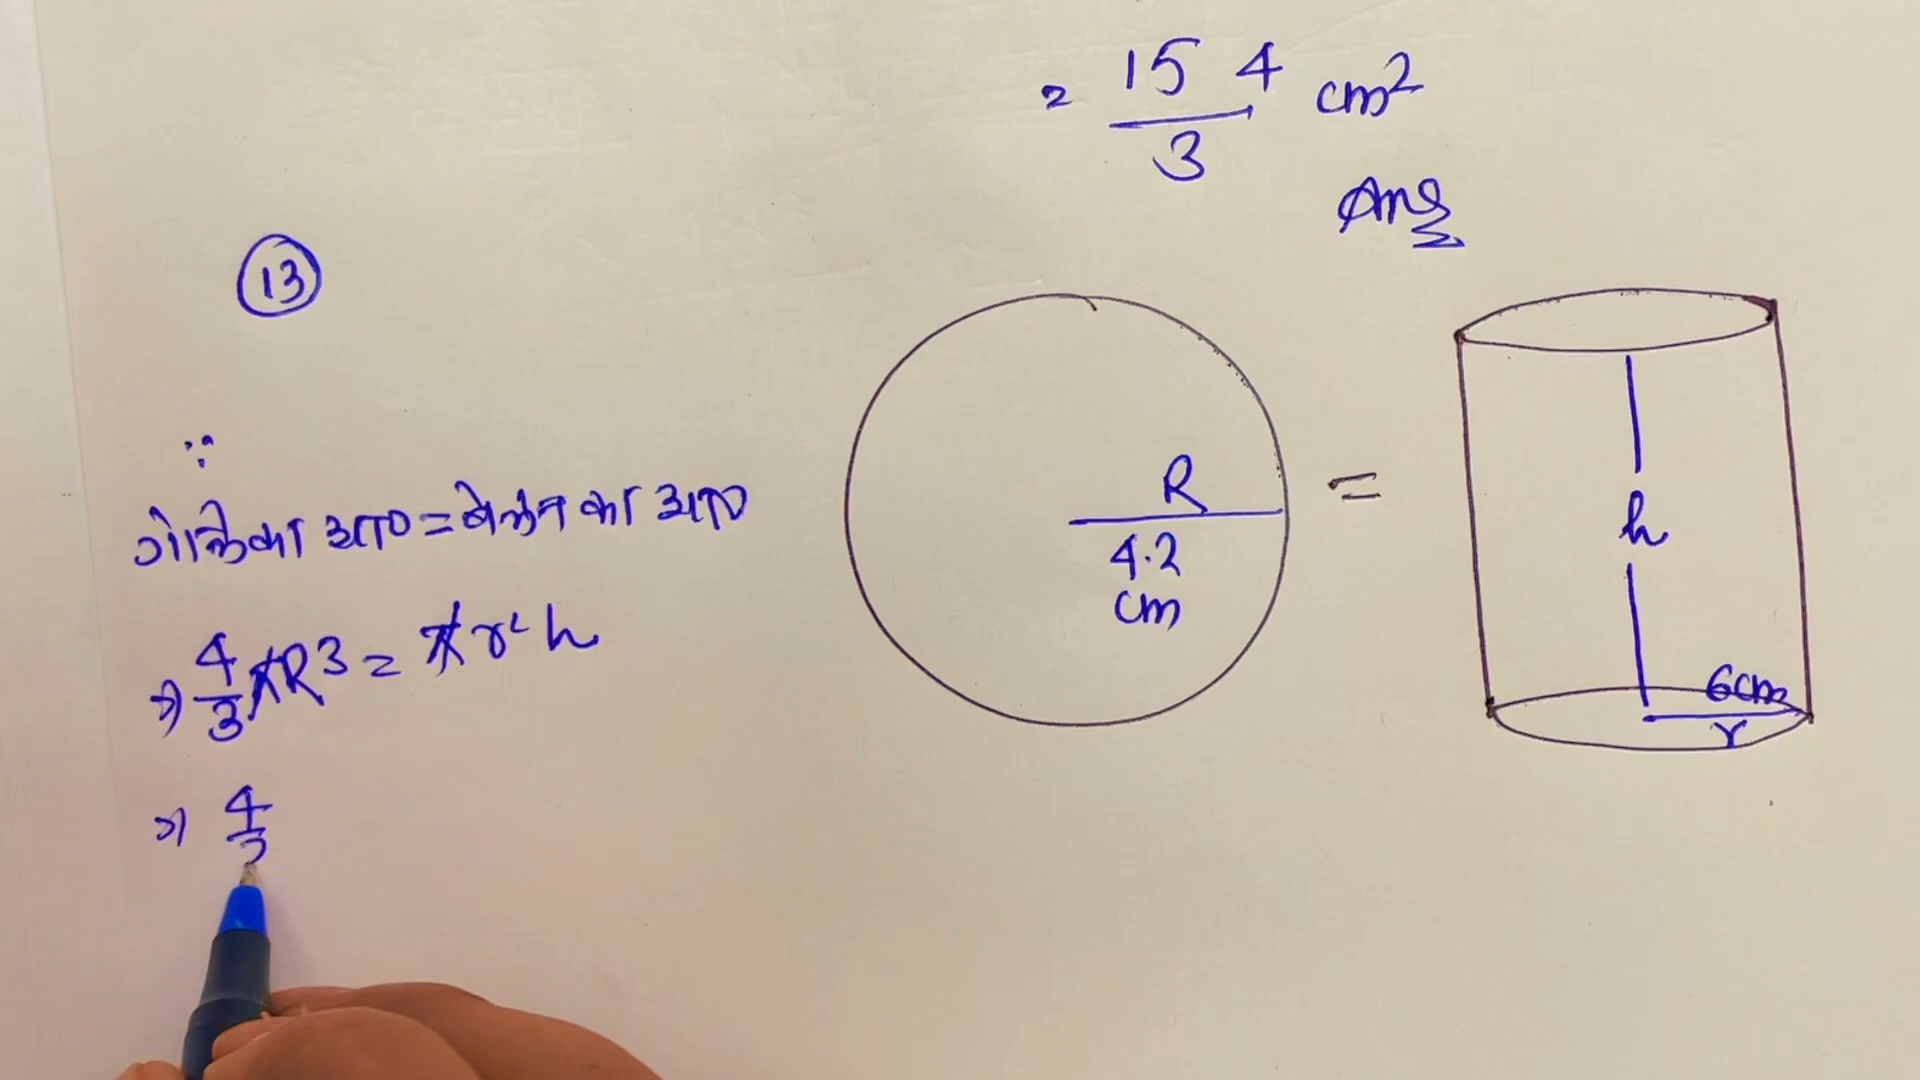 = 154/3 cm²
Ans
13
∵
गोले का आ० = बेलन का आ०
⇒ 4/3 πR³ = πr²h
⇒ 4/3
R
4.2
cm
=
h
6cm
r